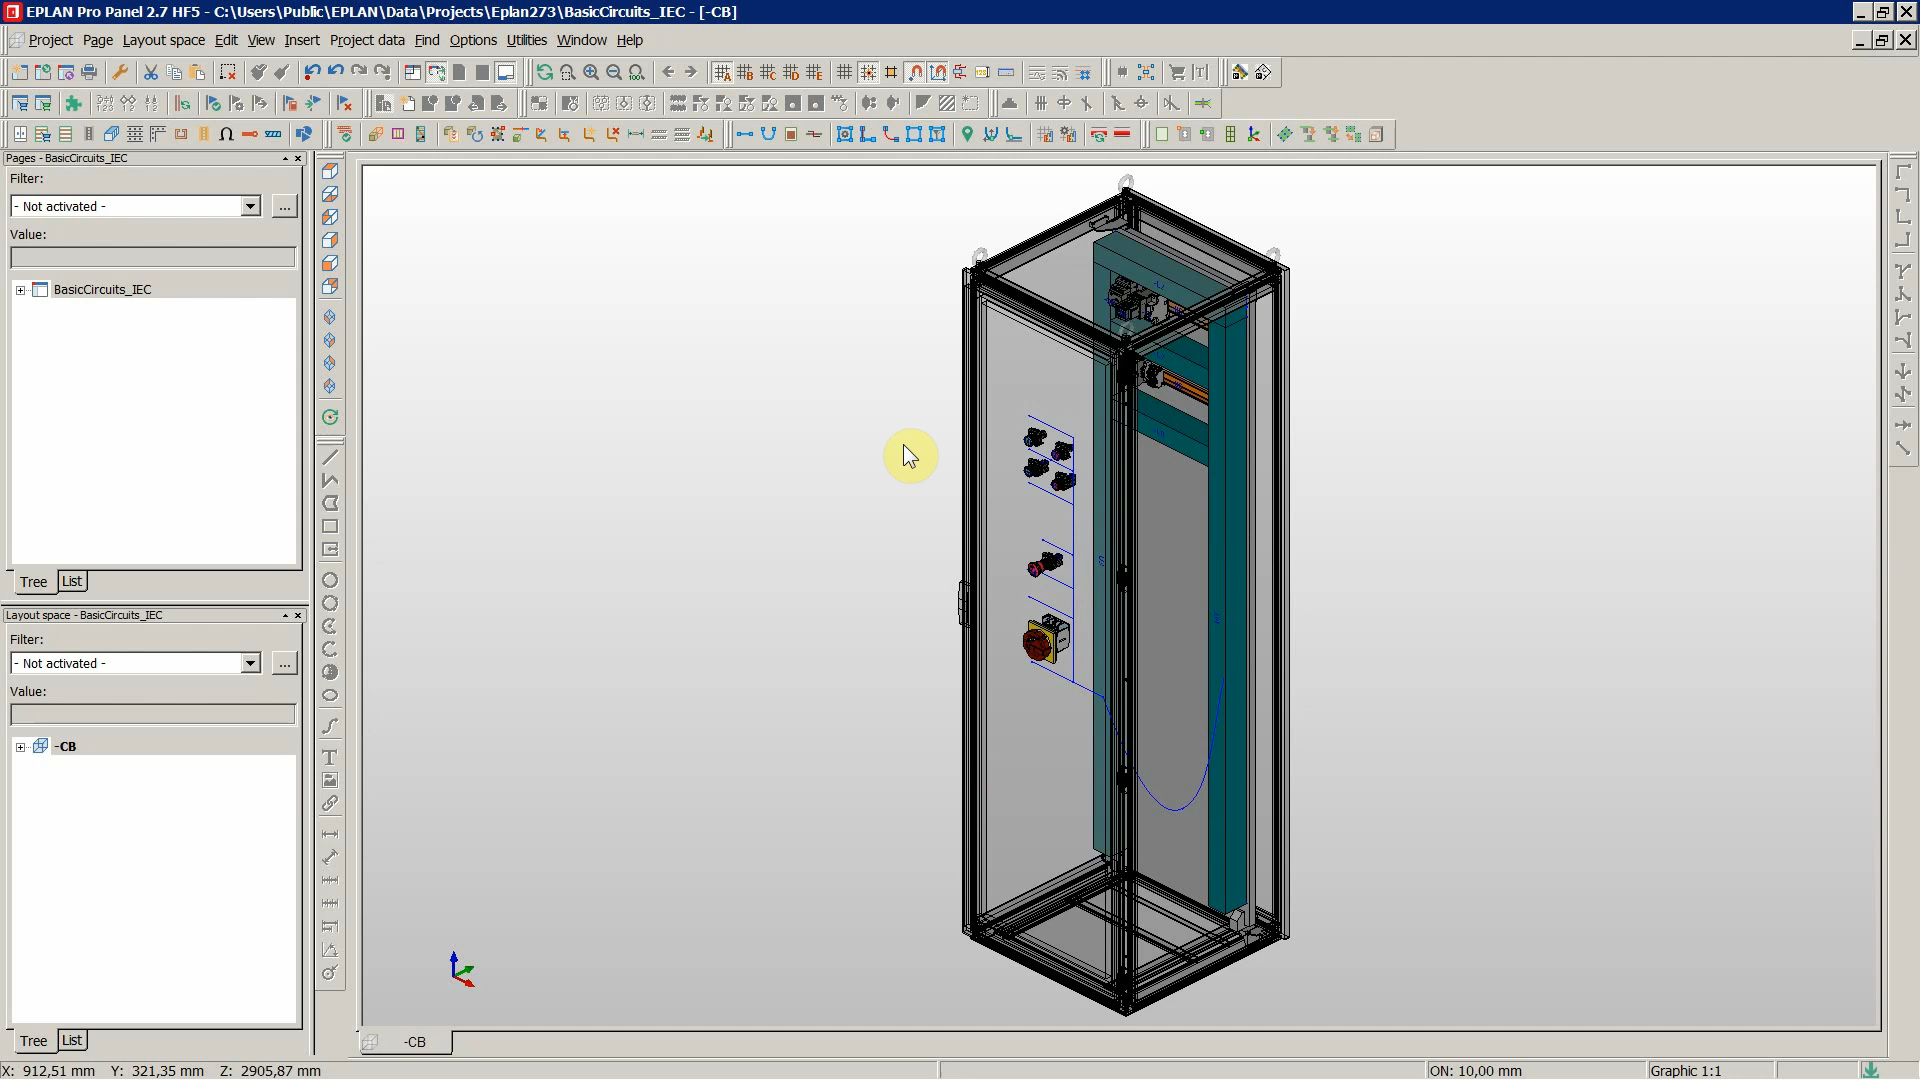 EPLAN Pro Panel 2.7 HF5 - C:\Users\Public\EPLAN\Data\Projects\Eplan273\BasicCircuits_IEC - [-CB]
Project Page Layout space Edit View Insert Project data Find Options Utilities Window Help
Pages - BasicCircuits_IEC
Filter:
- Not activated -
...
Value:
BasicCircuits_IEC
Tree List
Layout space - BasicCircuits_IEC
Filter:
- Not activated -
...
Value:
-CB
Tree List
-CB
X: 912,51 mm Y: 321,35 mm Z: 2905,87 mm
ON: 10,00 mm
Graphic 1:1